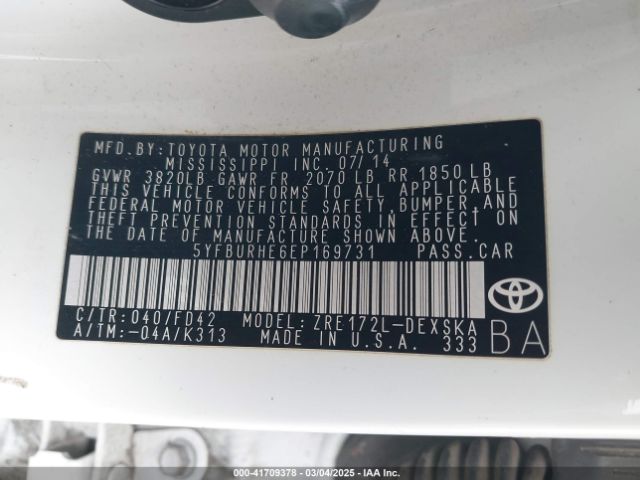 MFD.BY:TOYOTA MOTOR MANUFACTURING
MISSISSIPPI INC. 07/14
GVWR 3820LB GAWR FR 2070 LB RR 1850 LB
THIS VEHICLE CONFORMS TO ALL APPLICABLE
FEDERAL MOTOR VEHICLE SAFETY, BUMPER, AND
THEFT PREVENTION STANDARDS IN EFFECT ON
THE DATE OF MANUFACTURE SHOWN ABOVE.
5YFBURHE6EP169731 PASS.CAR
C/TR:040/FD42 MODEL: ZRE172L-DEXSKA
A/TM:-04A/K313 MADE IN U.S.A. 333
BA
TOYOTA
00-41709378 - 03/04/2025 - IAA Inc.